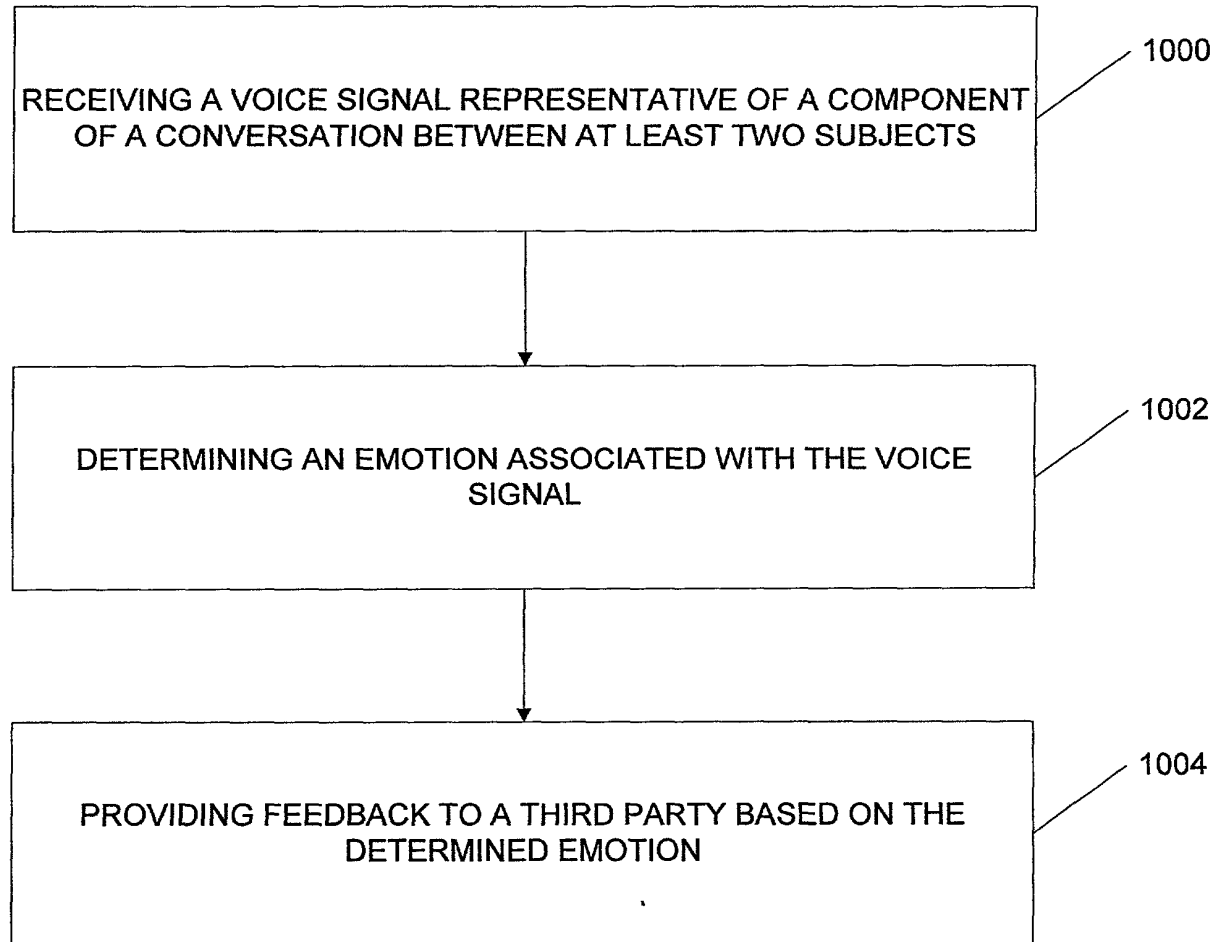 1000
RECEIVING A VOICE SIGNAL REPRESENTATIVE OF A COMPONENT
OF A CONVERSATION BETWEEN AT LEAST TWO SUBJECTS
1002
DETERMINING AN EMOTION ASSOCIATED WITH THE VOICE
SIGNAL
1004
PROVIDING FEEDBACK TO A THIRD PARTY BASED ON THE
DETERMINED EMOTION